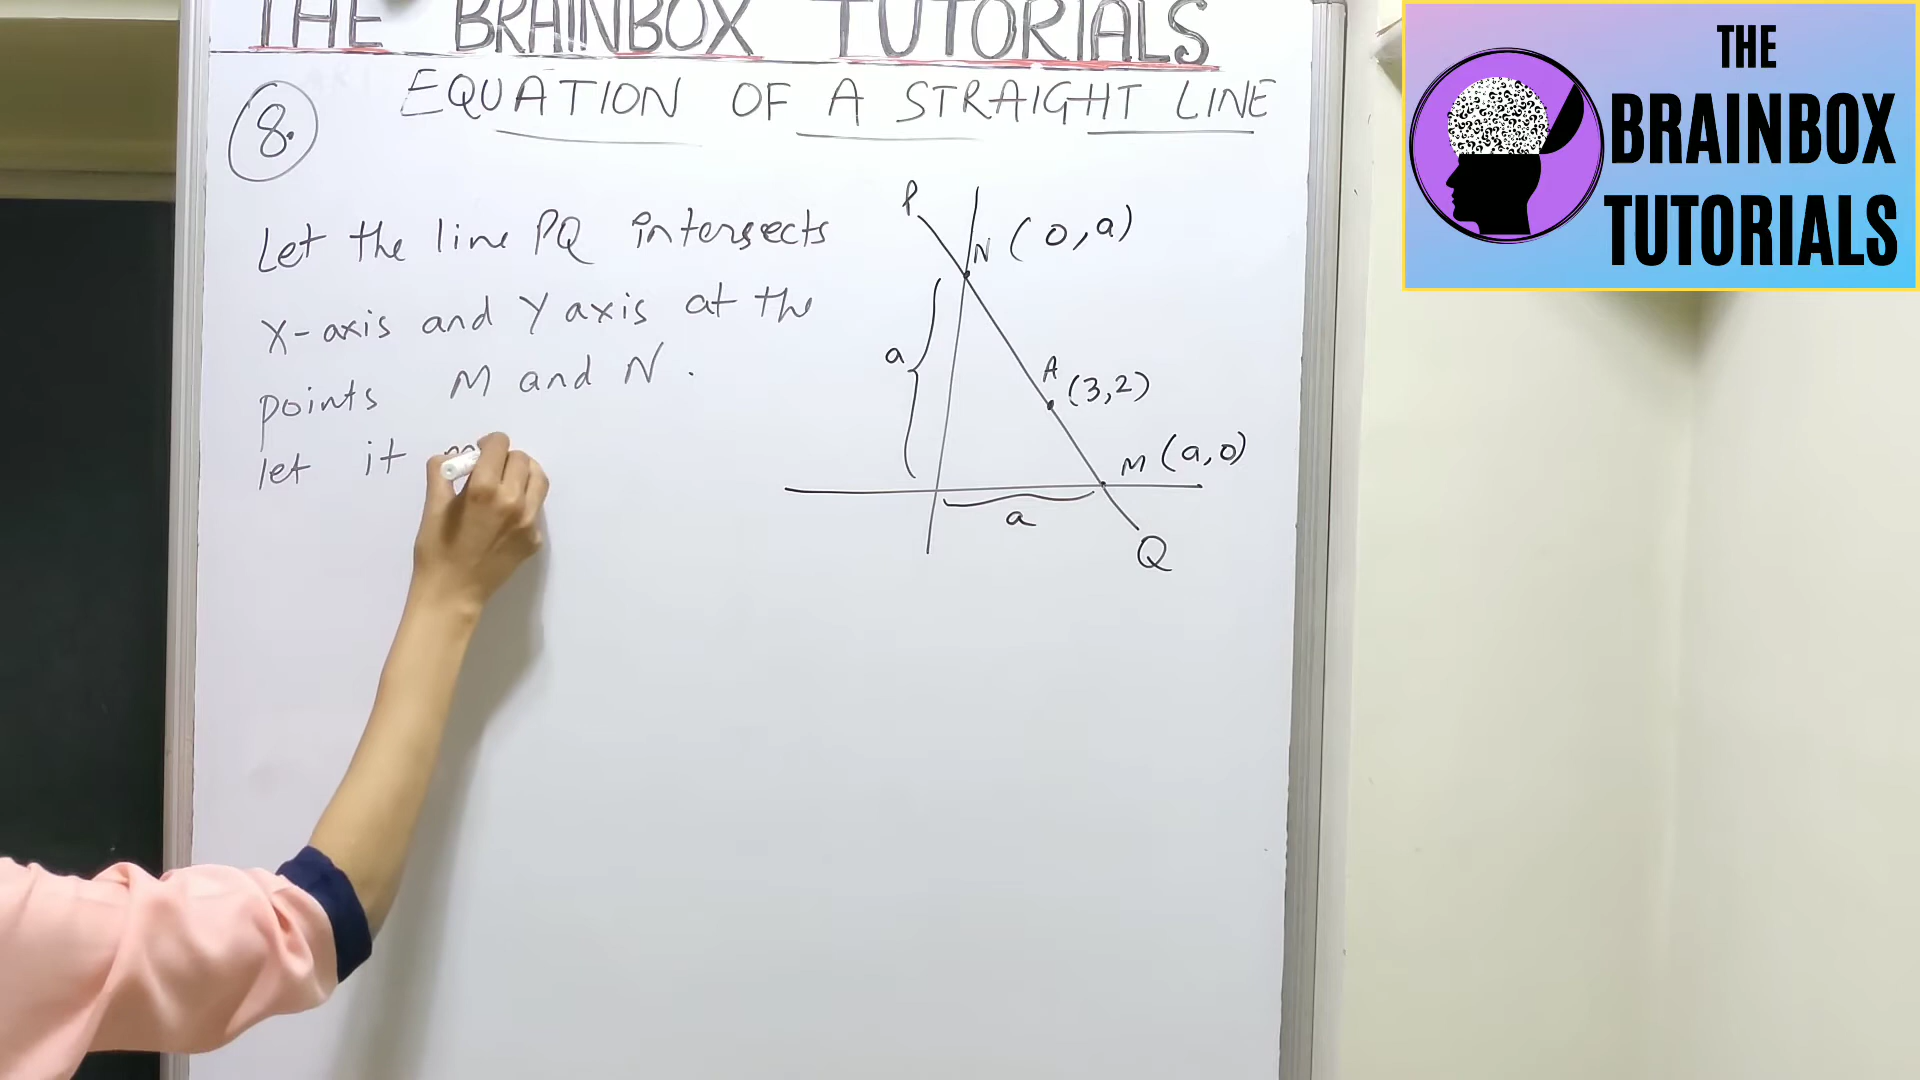 THE BRAINBOX TUTORIALS
EQUATION OF A STRAIGHT LINE
8.
Let the line PQ intersects
X-axis and Y axis at the
points M and N.
let it
P
N (0,a)
a
A (3,2)
M (a,0)
a
Q
THE
BRAINBOX
TUTORIALS